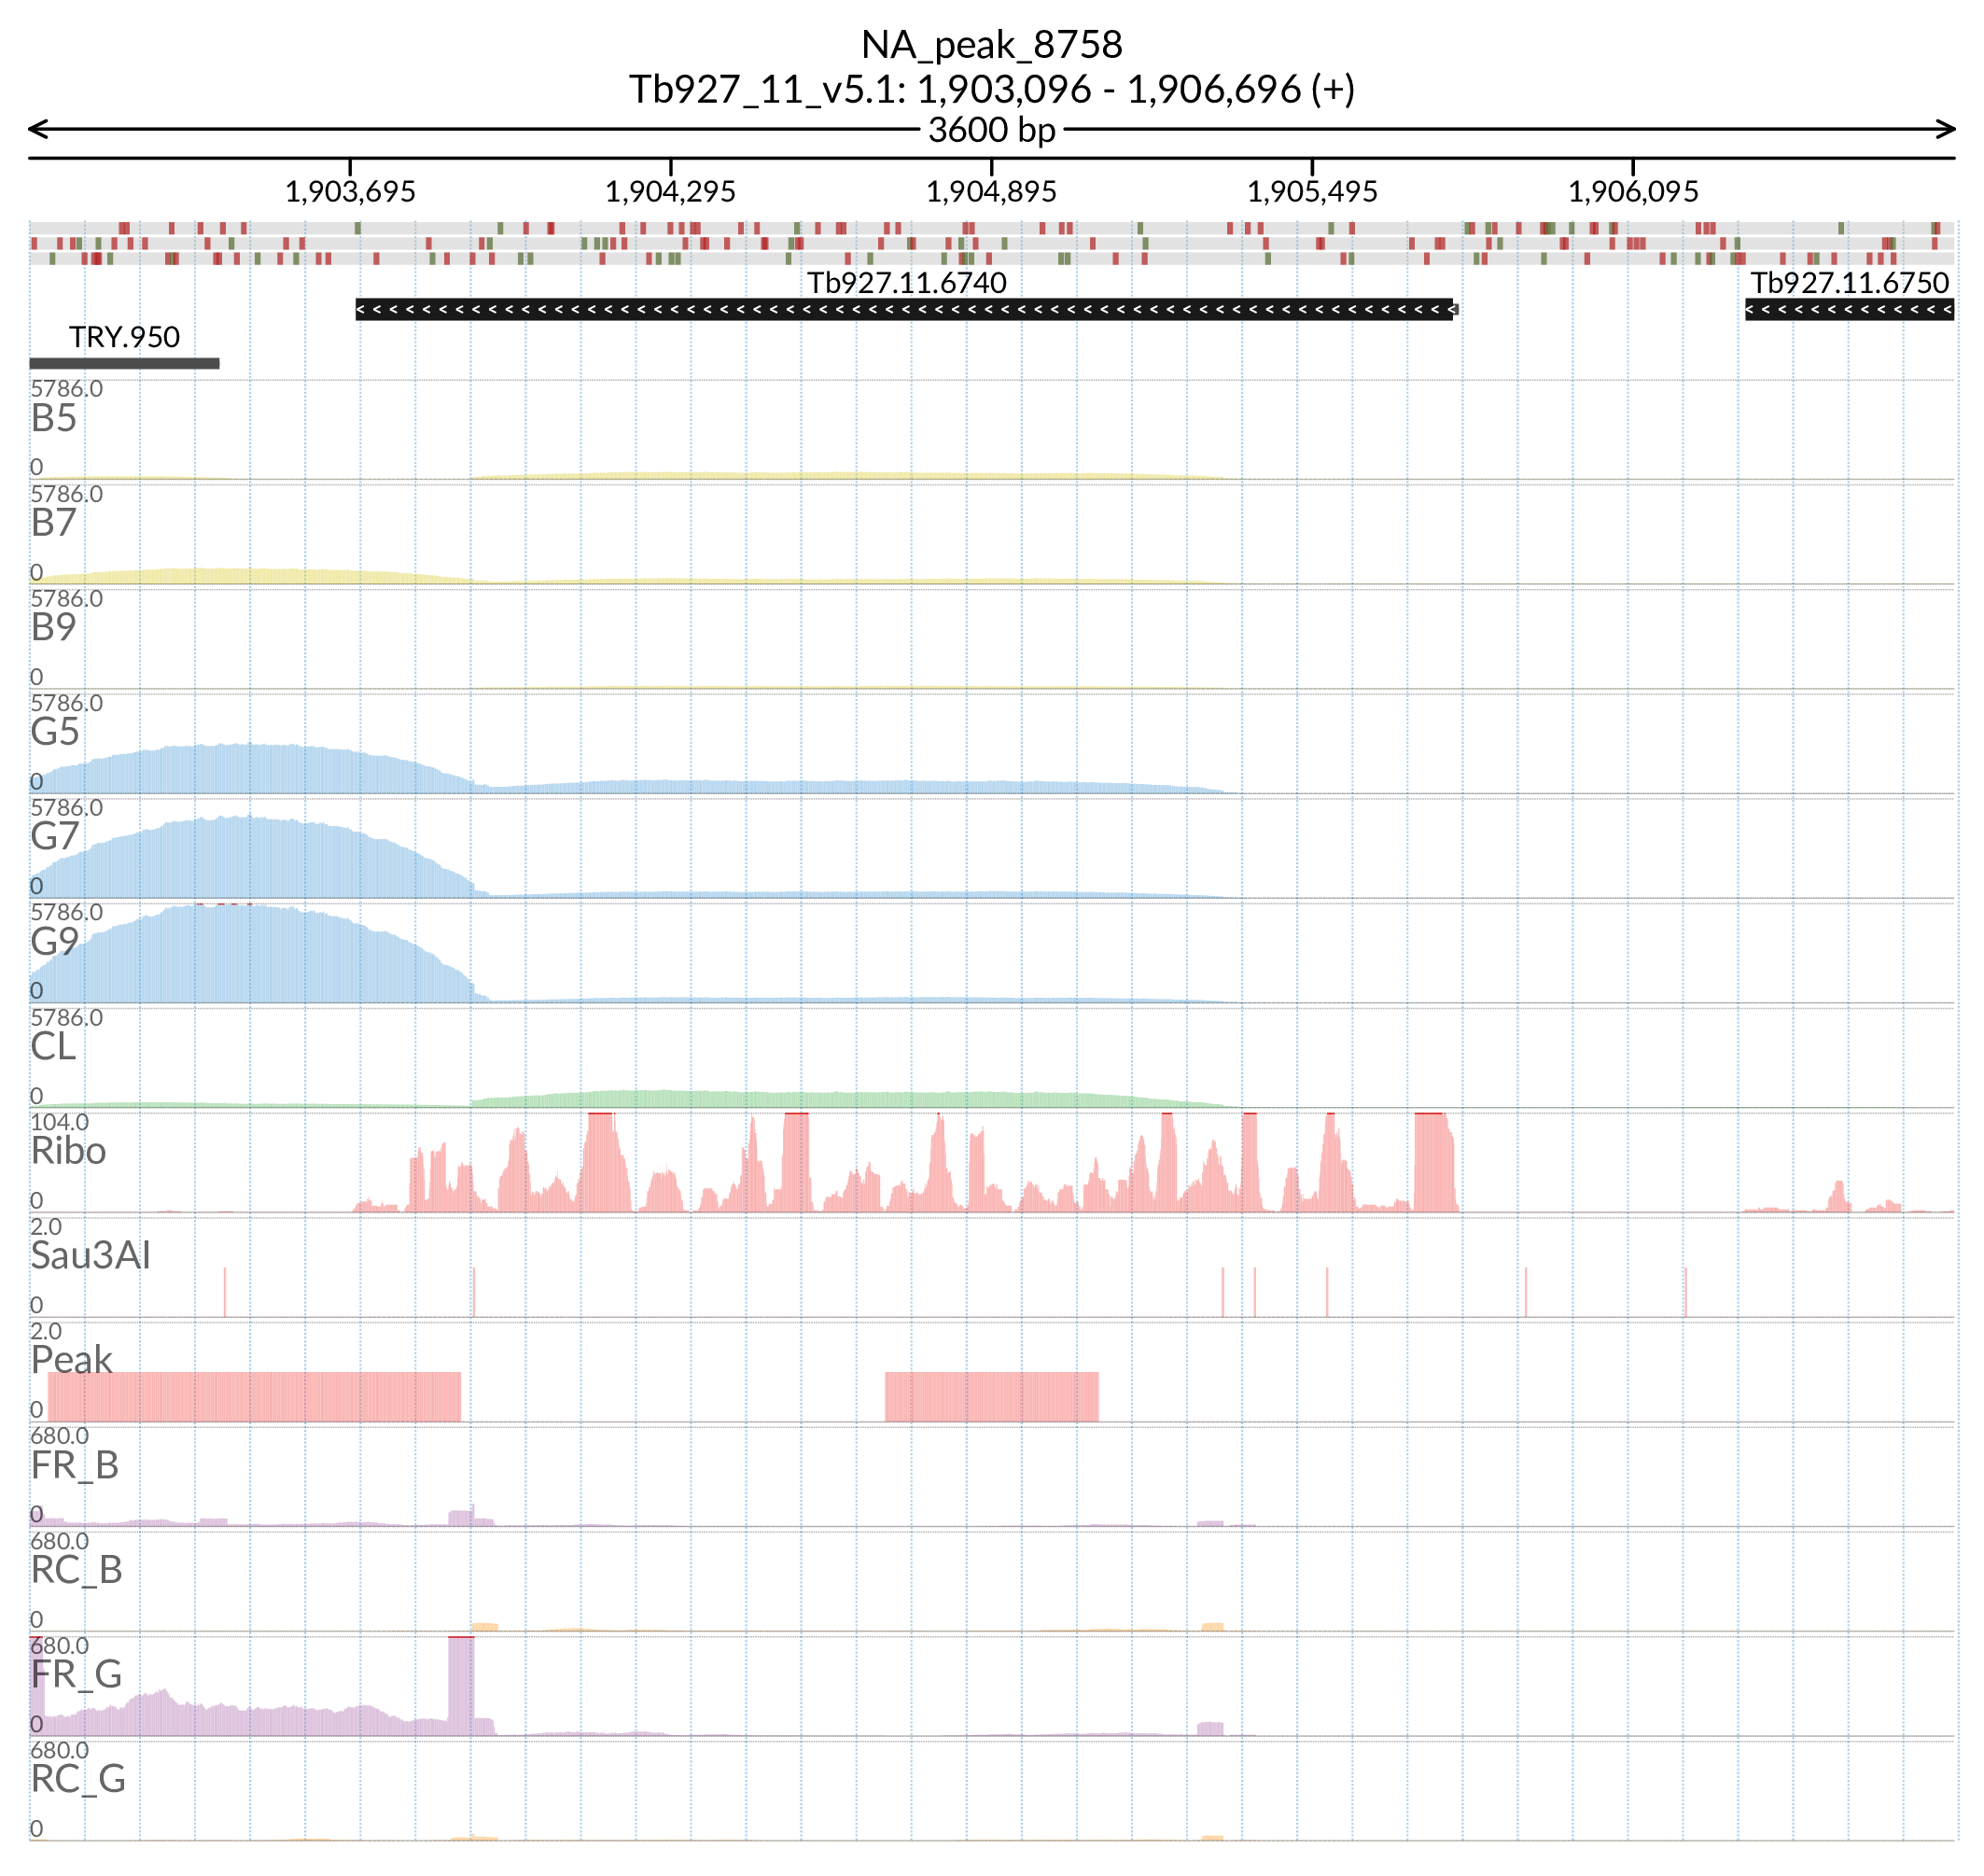 NA_peak_8758
Tb927_11_v5.1: 1,903,096 - 1,906,696 (+)
3600 bp
1,903,695 1,904,295 1,904,895 1,905,495 1,906,095
Tb927.11.6740 Tb927.11.6750
TRY.950
5786.0
B5
0
5786.0
B7
0
5786.0
B9
0
5786.0
G5
0
5786.0
G7
0
5786.0
G9
0
5786.0
CL
0
104.0
Ribo
0
2.0
Sau3AI
0
2.0
Peak
0
680.0
FR_B
0
680.0
RC_B
0
680.0
FR_G
0
680.0
RC_G
0